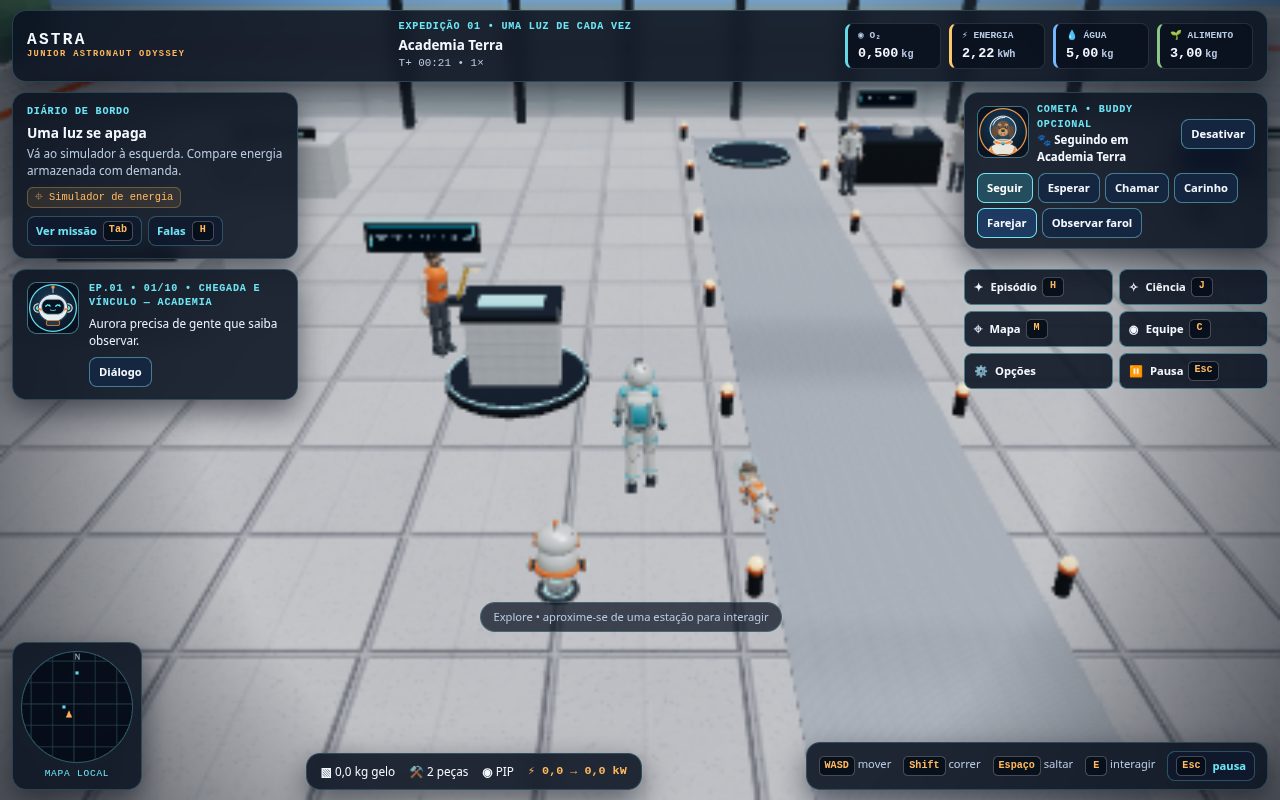 ASTRA
JUNIOR ASTRONAUT ODYSSEY
EXPEDIÇÃO 01 • UMA LUZ DE CADA VEZ
Academia Terra
T+ 00:21 • 1×
◉ O₂
0,500 kg
⚡ ENERGIA
2,22 kWh
💧 ÁGUA
5,00 kg
🌱 ALIMENTO
3,00 kg
DIÁRIO DE BORDO
Uma luz se apaga
Vá ao simulador à esquerda. Compare energia
armazenada com demanda.
⌖ Simulador de energia
Ver missão Tab
Falas H
EP.01 • 01/10 • CHEGADA E
VÍNCULO — ACADEMIA
Aurora precisa de gente que saiba
observar.
Diálogo
COMETA • BUDDY
OPCIONAL
🐾 Seguindo em
Academia Terra
Desativar
Seguir
Esperar
Chamar
Carinho
Farejar
Observar farol
✦ Episódio H
✧ Ciência J
⌖ Mapa M
◉ Equipe C
⚙️ Opções
⏸️ Pausa Esc
Explore • aproxime-se de uma estação para interagir
N
MAPA LOCAL
▧ 0,0 kg gelo
⚒️ 2 peças
◉ PIP
⚡ 0,0 → 0,0 kW
WASD mover
Shift correr
Espaço saltar
E interagir
Esc pausa